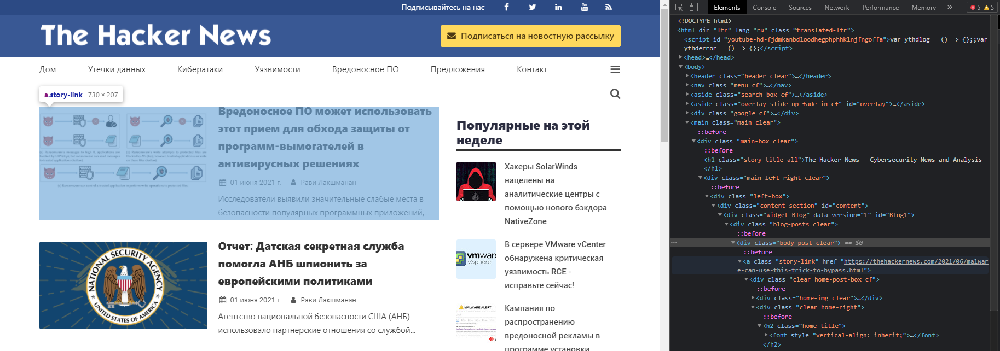 Подписывайтесь на нас
The Hacker News
Подписаться на новостную рассылку
Дом
Утечки данных
Кибератаки
Уязвимости
Вредоносное ПО
Предложения
Контакт
a.story-link 730 × 207
Вредоносное ПО может использовать
этот прием для обхода защиты от
программ-вымогателей в
антивирусных решениях
01 июня 2021 г. Рави Лакшманан
Исследователи выявили значительные слабые места в
безопасности популярных программных приложений,...
Отчет: Датская секретная служба
помогла АНБ шпионить за
европейскими политиками
01 июня 2021 г. Рави Лакшманан
Агентство национальной безопасности США (АНБ)
использовало партнерские отношения со службой...
NATIONAL SECURITY AGENCY
UNITED STATES OF AMERICA
Популярные на этой
неделе
Хакеры SolarWinds
нацелены на
аналитические центры с
помощью нового бэкдора
NativeZone
vmware
vSphere
В сервере VMware vCenter
обнаружена критическая
уязвимость RCE -
исправьте сейчас!
MALWARE ALERT!
Кампания по
распространению
вредоносной рекламы в
программе установки
Elements Console Sources Network Performance Memory » 5 5
<!DOCTYPE html>
<html dir="ltr" lang="ru" class="translated-ltr">
<script id="youtube-hd-fjdmkanbdloodhegphphhklnjfngoffa">var ythdlog = () => {};;var
ythderror = () => {};</script>
<head>…</head>
<body>
<header class="header clear">…</header>
<nav class="menu cf">…</nav>
<aside class="search-box cf">…</aside>
<aside class="overlay slide-up-fade-in cf" id="overlay">…</aside>
<div class="google cf">…</div>
<main class="main clear">
::before
<div class="main-box clear">
::before
<h1 class="story-title-all">The Hacker News - Cybersecurity News and Analysis
</h1>
<div class="main-left-right clear">
::before
<div class="left-box">
<div class="content section" id="content">
<div class="widget Blog" data-version="1" id="Blog1">
<div class="blog-posts clear">
::before
<div class="body-post clear"> == $0
::before
<a class="story-link" href="https://thehackernews.com/2021/06/malwar
e-can-use-this-trick-to-bypass.html">
<div class="clear home-post-box cf">
::before
<div class="home-img clear">…</div>
<div class="clear home-right">
::before
<h2 class="home-title">
<font style="vertical-align: inherit;">…</font>
</h2>